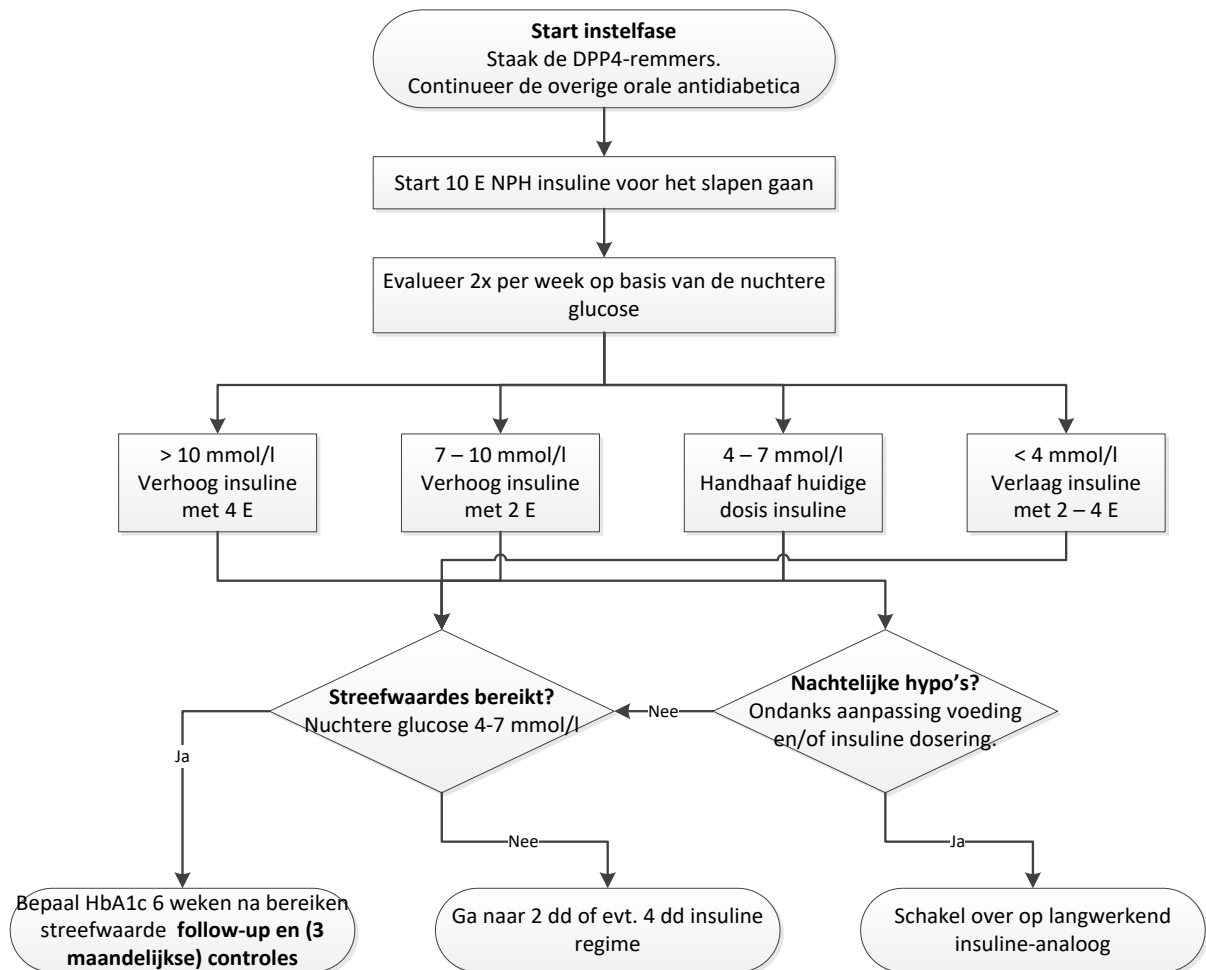 Start instelfase
Staak de DPP4-remmers.
Continueer de overige orale antidiabetica
Start 10 E NPH insuline voor het slapen gaan
Evalueer 2x per week op basis van de nuchtere
glucose
> 10 mmol/l
Verhoog insuline
met 4 E
7 – 10 mmol/l
Verhoog insuline
met 2 E
4 – 7 mmol/l
Handhaaf huidige
dosis insuline
< 4 mmol/l
Verlaag insuline
met 2 – 4 E
Streefwaardes bereikt?
Nuchtere glucose 4-7 mmol/l
Nee
Nachtelijke hypo's?
Ondanks aanpassing voeding
en/of insuline dosering.
Ja
Nee
Ja
Bepaal HbA1c 6 weken na bereiken
streefwaarde follow-up en (3
maandelijkse) controles
Ga naar 2 dd of evt. 4 dd insuline
regime
Schakel over op langwerkend
insuline-analoog